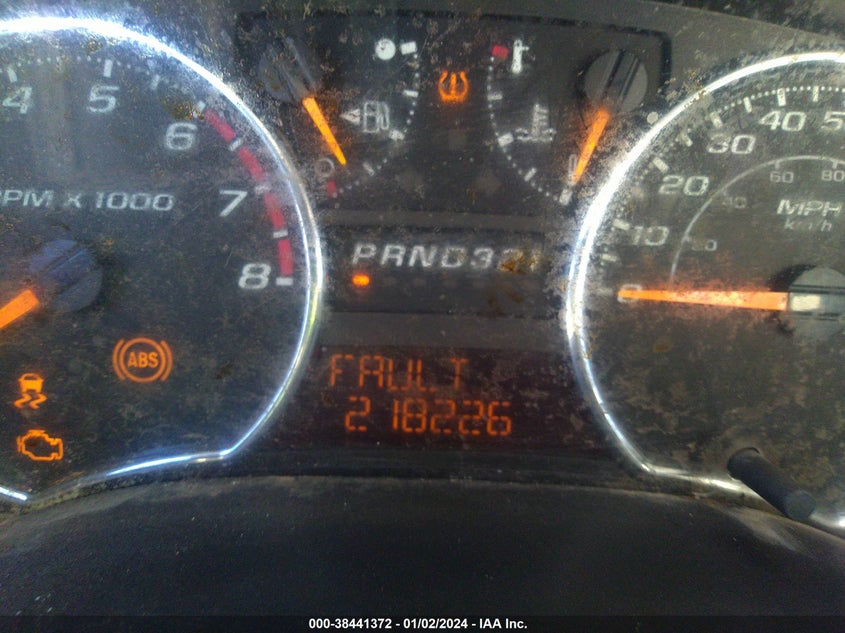 4 5 6 7 8
RPM X 1000
ABS
PRND321
FAULT
218226
0 10 20 30 40
60 80
MPH
km/h
000-38441372 - 01/02/2024 - IAA Inc.